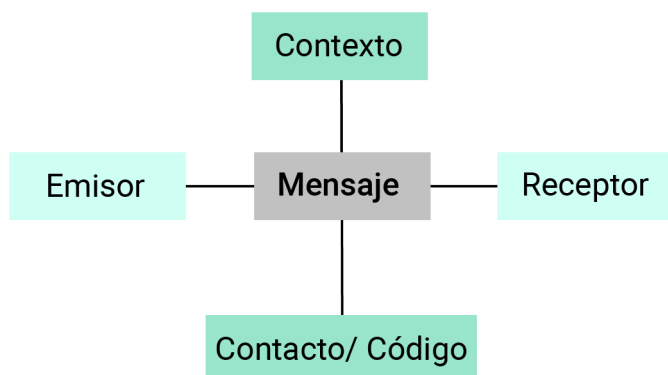 Contexto
Emisor
Mensaje
Receptor
Contacto/ Código